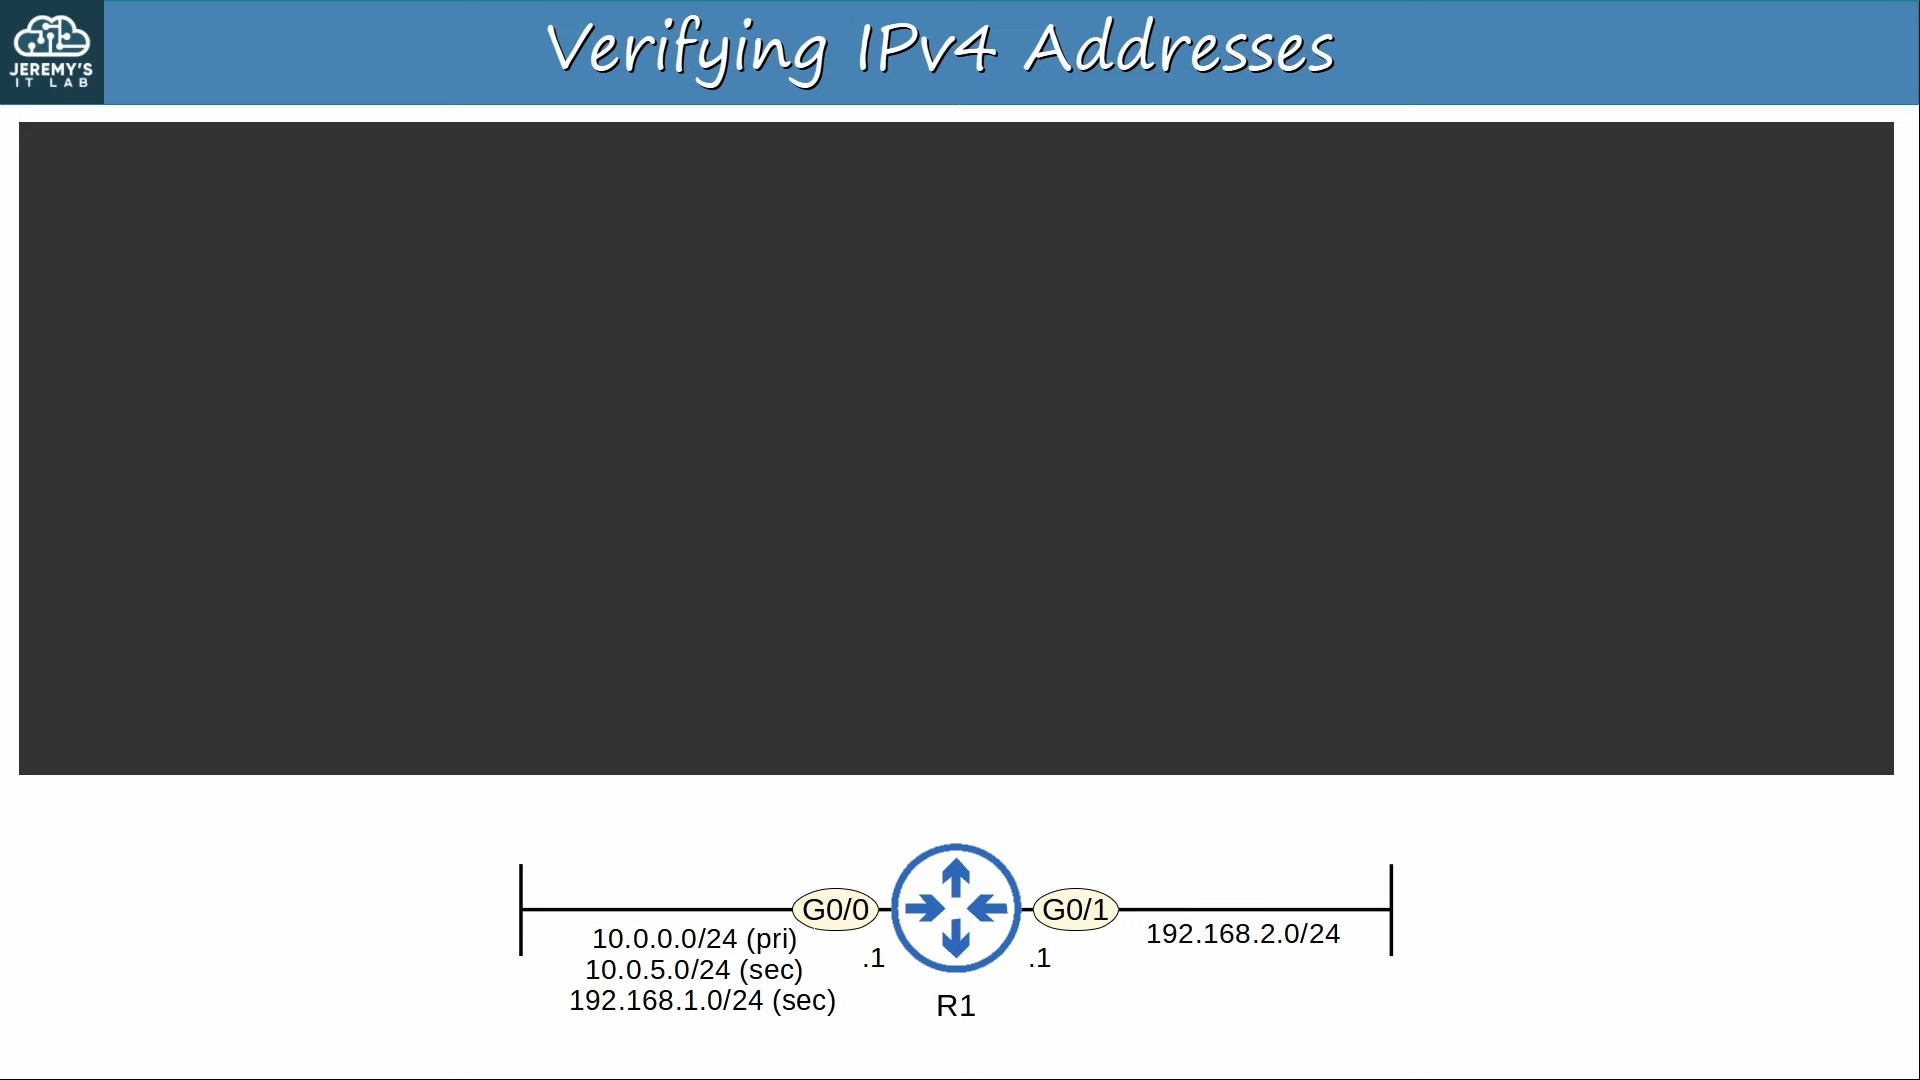 JEREMY'S
IT LAB
Verifying IPv4 Addresses
G0/0
G0/1
10.0.0.0/24 (pri)
10.0.5.0/24 (sec)
192.168.1.0/24 (sec)
.1
.1
192.168.2.0/24
R1